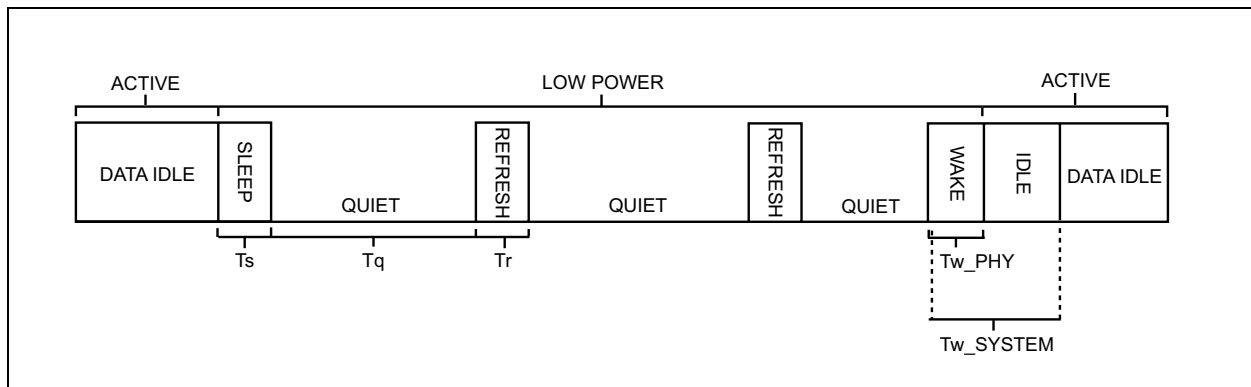 ACTIVE
LOW POWER
ACTIVE
DATA IDLE
SLEEP
QUIET
REFRESH
QUIET
REFRESH
QUIET
WAKE
IDLE
DATA IDLE
Ts
Tq
Tr
Tw_PHY
Tw_SYSTEM